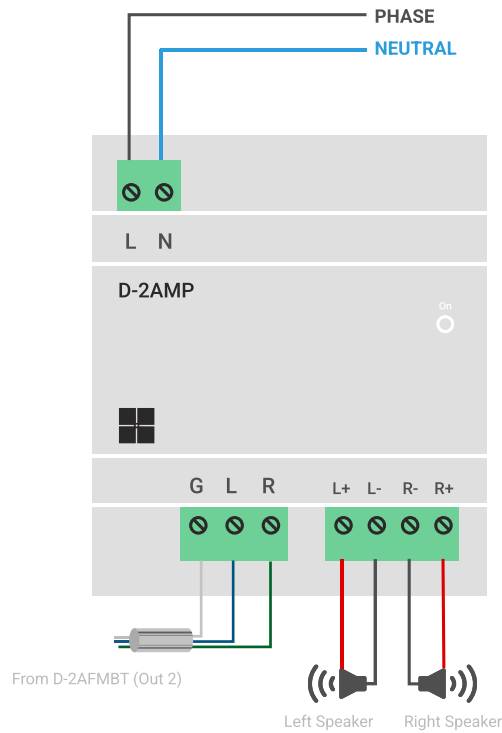 PHASE
NEUTRAL
L N
D-2AMP
On
G L R L+ L- R- R+
From D-2AFMBT (Out 2)
Left Speaker Right Speaker